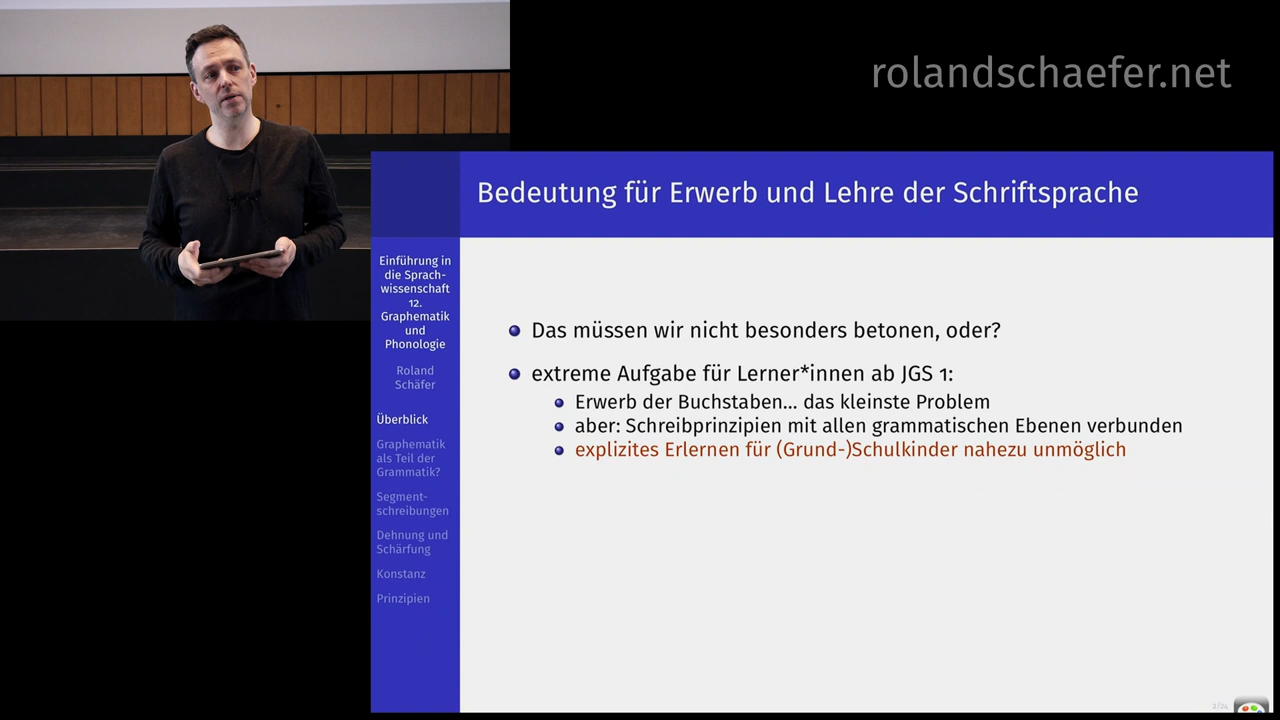 rolandschaefer.net
Bedeutung für Erwerb und Lehre der Schriftsprache
Einführung in
die Sprach-
wissenschaft
12.
Graphematik
und
Phonologie
Roland
Schäfer
Überblick
Graphematik
als Teil der
Grammatik?
Segment-
schreibungen
Dehnung und
Schärfung
Konstanz
Prinzipien
Das müssen wir nicht besonders betonen, oder?
extreme Aufgabe für Lerner*innen ab JGS 1:
Erwerb der Buchstaben... das kleinste Problem
aber: Schreibprinzipien mit allen grammatischen Ebenen verbunden
explizites Erlernen für (Grund-)Schulkinder nahezu unmöglich
2/24